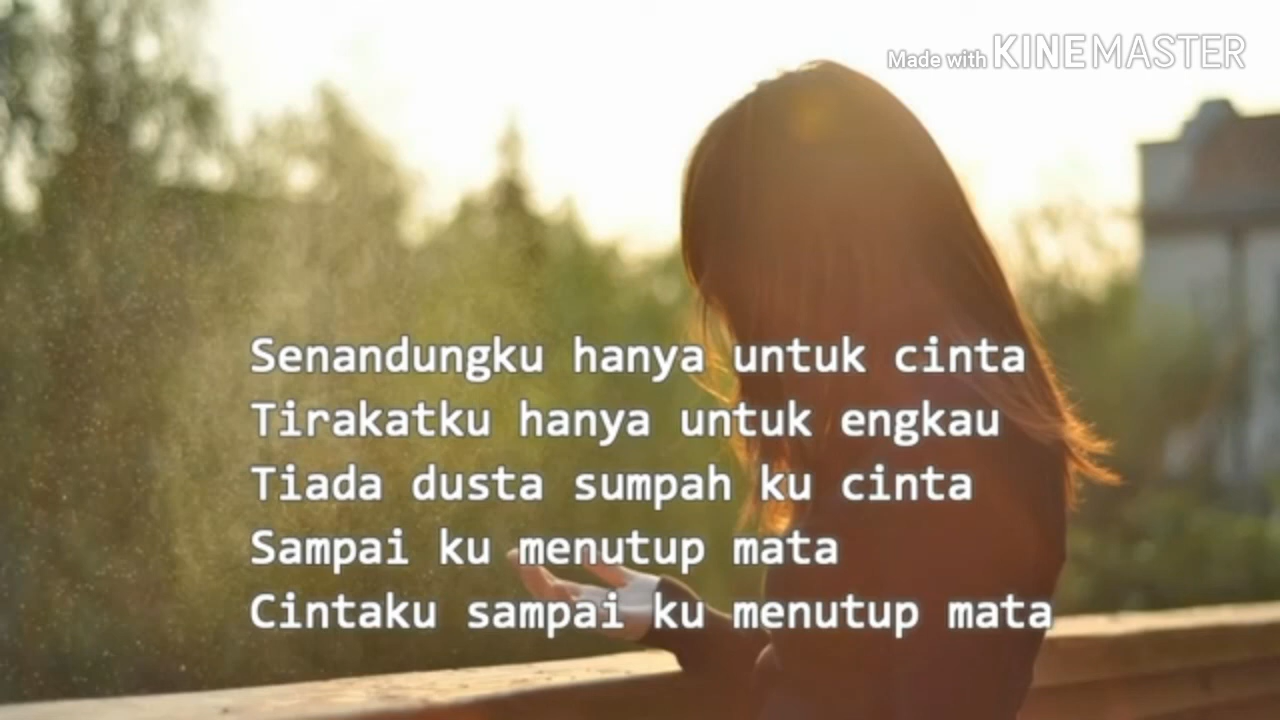 Made with KINEMASTER
Senandungku hanya untuk cinta
Tirakatku hanya untuk engkau
Tiada dusta sumpah ku cinta
Sampai ku menutup mata
Cintaku sampai ku menutup mata